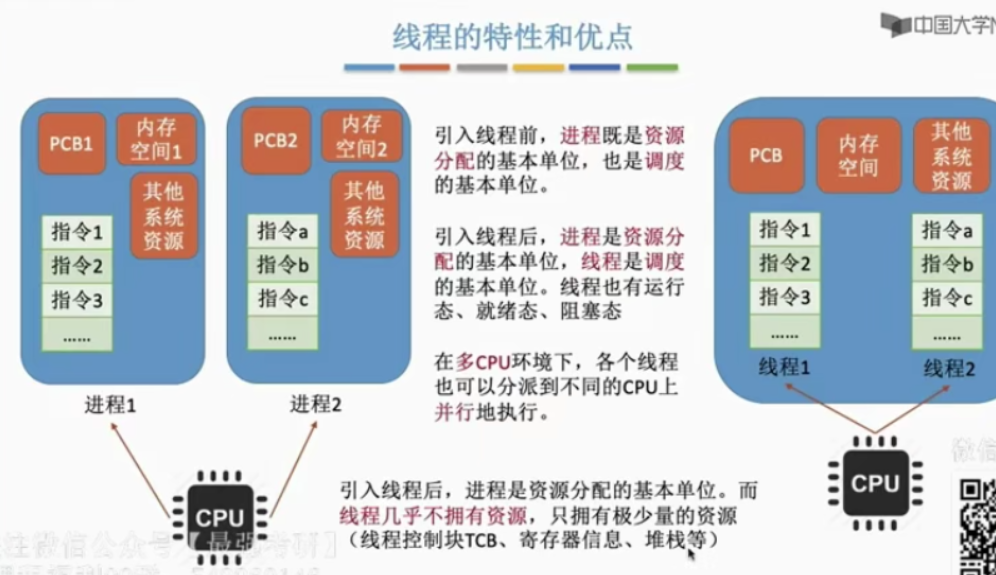 线程的特性和优点
中国大学M
PCB1
内存
空间1
其他
系统
资源
指令1
指令2
指令3
……
进程1
PCB2
内存
空间2
其他
系统
资源
指令a
指令b
指令c
……
进程2
CPU
引入线程前，进程既是资源
分配的基本单位，也是调度
的基本单位。
引入线程后，进程是资源分
配的基本单位，线程是调度
的基本单位。线程也有运行
态、就绪态、阻塞态
在多CPU环境下，各个线程
也可以分派到不同的CPU上
并行地执行。
PCB
内存
空间
其他
系统
资源
指令1
指令2
指令3
……
线程1
指令a
指令b
指令c
……
线程2
CPU
引入线程后，进程是资源分配的基本单位。而
线程几乎不拥有资源，只拥有极少量的资源
（线程控制块TCB、寄存器信息、堆栈等）
微信
注微信公众号